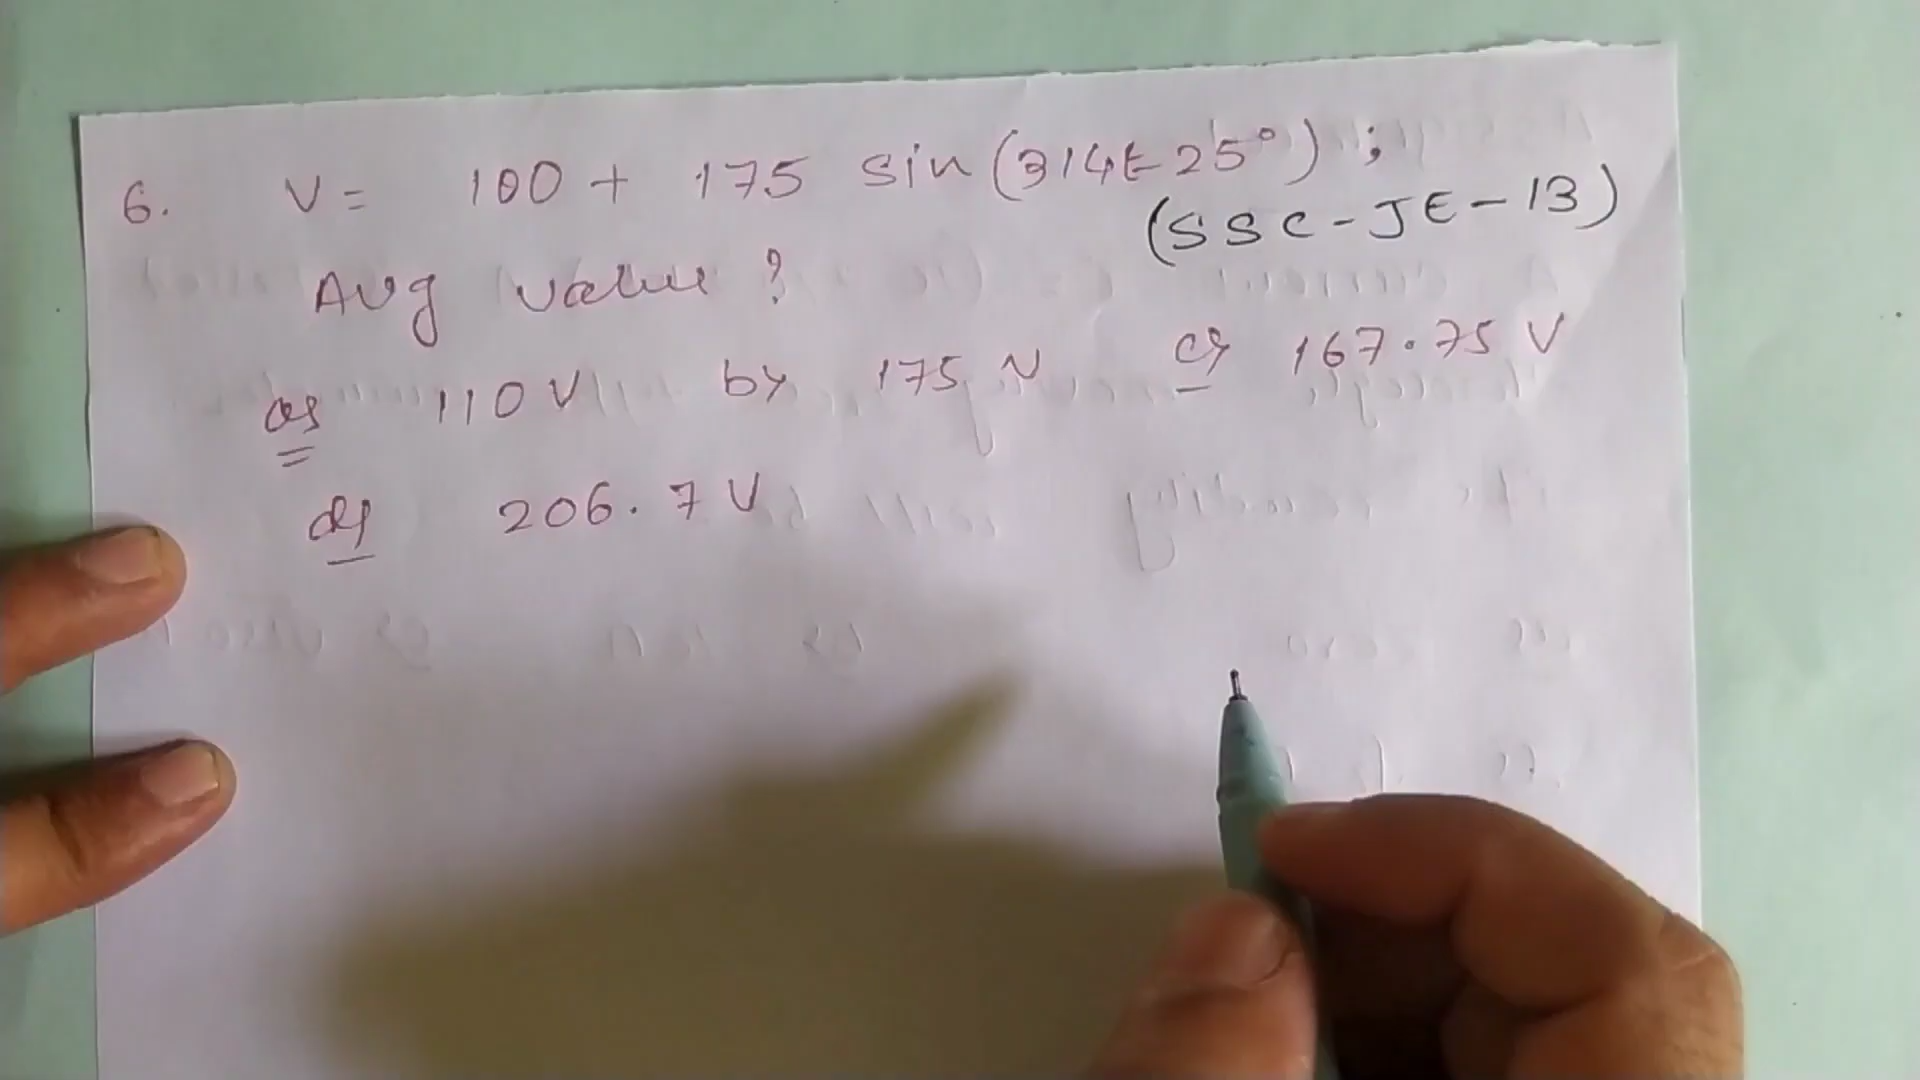 6. V = 100 + 175 sin (314t-25°) ;
(SSC-JE-13)
Avg value ?
a) 110 V b) 175 V c) 167.75 V
d) 206.7 V